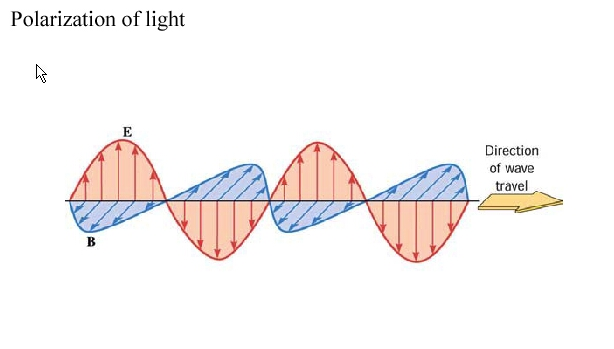 Polarization of light
E
Direction
of wave
travel
B